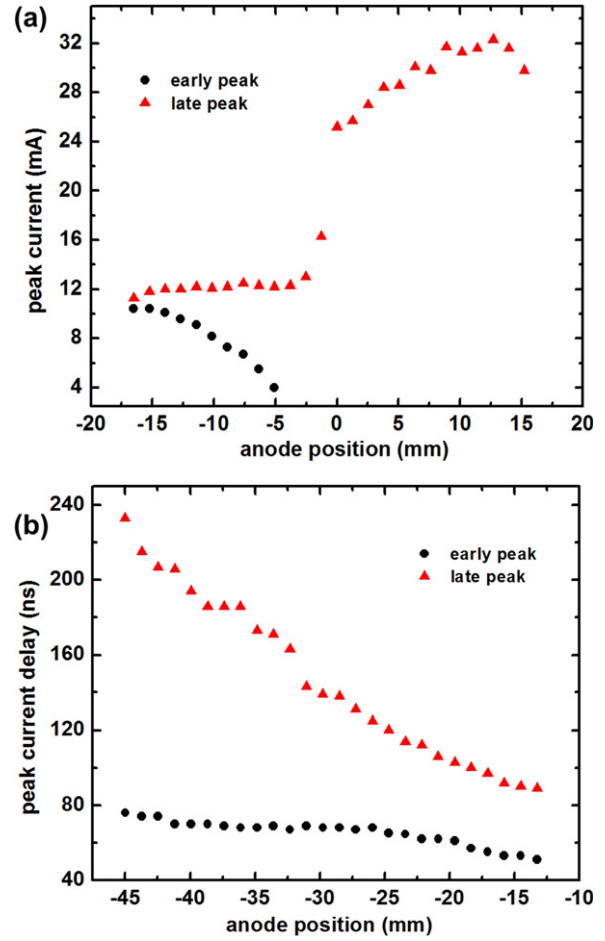 (a)
32
28
24
20
16
12
8
4
peak current (mA)
early peak
late peak
-20 -15 -10 -5 0 5 10 15 20
anode position (mm)
(b)
240
200
160
120
80
40
peak current delay (ns)
early peak
late peak
-45 -40 -35 -30 -25 -20 -15 -10
anode position (mm)